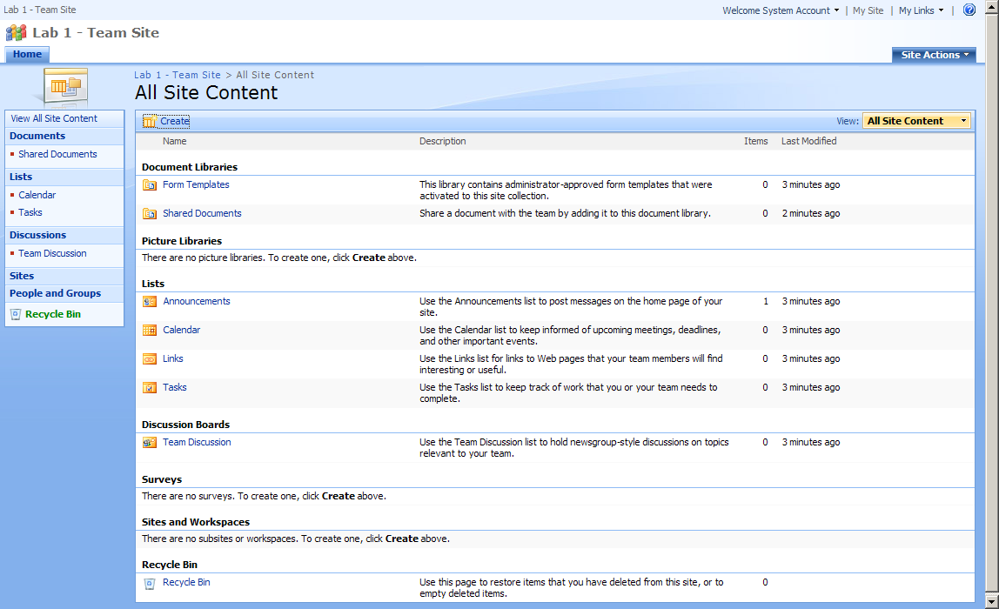 Lab 1 - Team Site
Welcome System Account | My Site | My Links |
Lab 1 - Team Site
Home
Site Actions
Lab 1 - Team Site > All Site Content
All Site Content
View All Site Content
Documents
Shared Documents
Lists
Calendar
Tasks
Discussions
Team Discussion
Sites
People and Groups
Recycle Bin
Create
View: All Site Content
Name Description Items Last Modified
Document Libraries
Form Templates This library contains administrator-approved form templates that were 0 3 minutes ago
activated to this site collection.
Shared Documents Share a document with the team by adding it to this document library. 0 2 minutes ago
Picture Libraries
There are no picture libraries. To create one, click Create above.
Lists
Announcements Use the Announcements list to post messages on the home page of your 1 3 minutes ago
site.
Calendar Use the Calendar list to keep informed of upcoming meetings, deadlines, 0 3 minutes ago
and other important events.
Links Use the Links list for links to Web pages that your team members will find 0 3 minutes ago
interesting or useful.
Tasks Use the Tasks list to keep track of work that you or your team needs to 0 3 minutes ago
complete.
Discussion Boards
Team Discussion Use the Team Discussion list to hold newsgroup-style discussions on topics 0 3 minutes ago
relevant to your team.
Surveys
There are no surveys. To create one, click Create above.
Sites and Workspaces
There are no subsites or workspaces. To create one, click Create above.
Recycle Bin
Recycle Bin Use this page to restore items that you have deleted from this site, or to 0
empty deleted items.